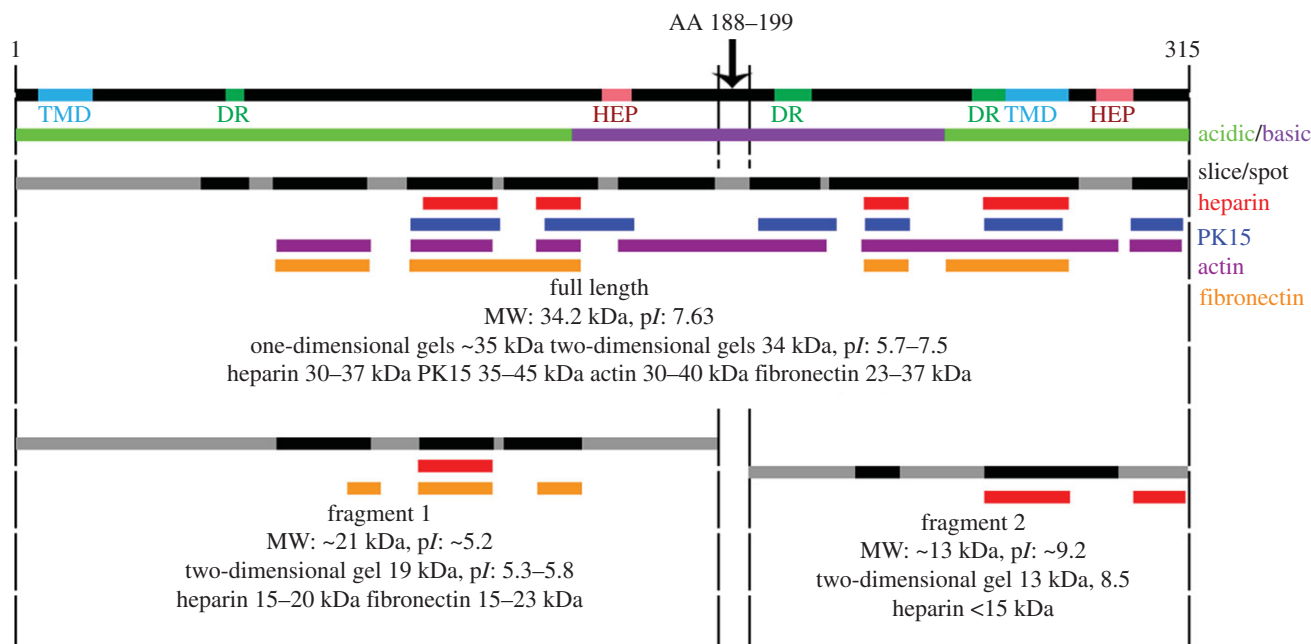 AA 188–199
1
315
TMD DR HEP DR DR TMD HEP
acidic/basic
slice/spot
heparin
PK15
actin
fibronectin
full length
MW: 34.2 kDa, pI: 7.63
one-dimensional gels ~35 kDa two-dimensional gels 34 kDa, pI: 5.7–7.5
heparin 30–37 kDa PK15 35–45 kDa actin 30–40 kDa fibronectin 23–37 kDa
fragment 1
MW: ~21 kDa, pI: ~5.2
two-dimensional gel 19 kDa, pI: 5.3–5.8
heparin 15–20 kDa fibronectin 15–23 kDa
fragment 2
MW: ~13 kDa, pI: ~9.2
two-dimensional gel 13 kDa, 8.5
heparin <15 kDa